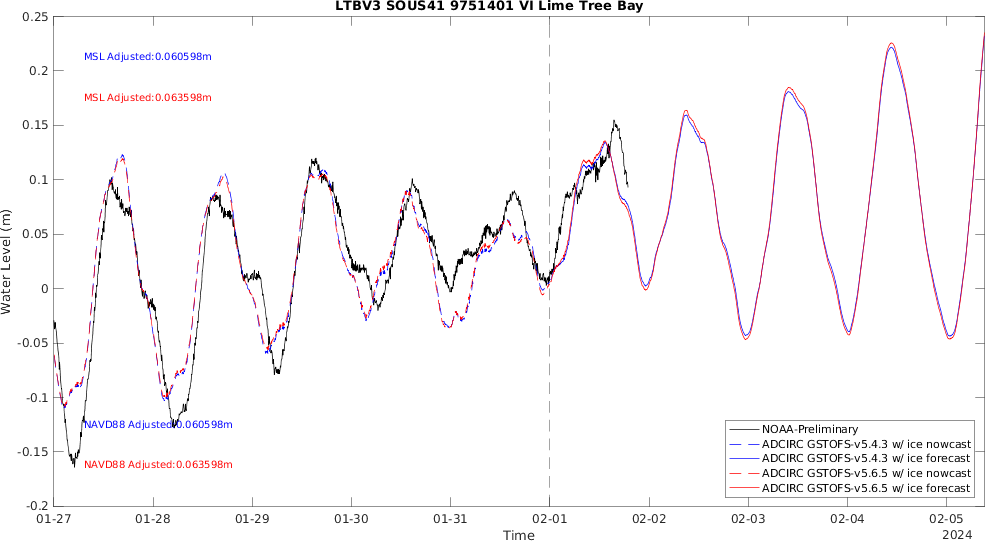 LTBV3 SOUS41 9751401 VI Lime Tree Bay
0.25
0.2
0.15
0.1
0.05
0
-0.05
-0.1
-0.15
-0.2
Water Level (m)
MSL Adjusted:0.060598m
MSL Adjusted:0.063598m
NAVD88 Adjusted:0.060598m
NAVD88 Adjusted:0.063598m
NOAA-Preliminary
ADCIRC GSTOFS-v5.4.3 w/ ice nowcast
ADCIRC GSTOFS-v5.4.3 w/ ice forecast
ADCIRC GSTOFS-v5.6.5 w/ ice nowcast
ADCIRC GSTOFS-v5.6.5 w/ ice forecast
01-27 01-28 01-29 01-30 01-31 02-01 02-02 02-03 02-04 02-05
Time
2024